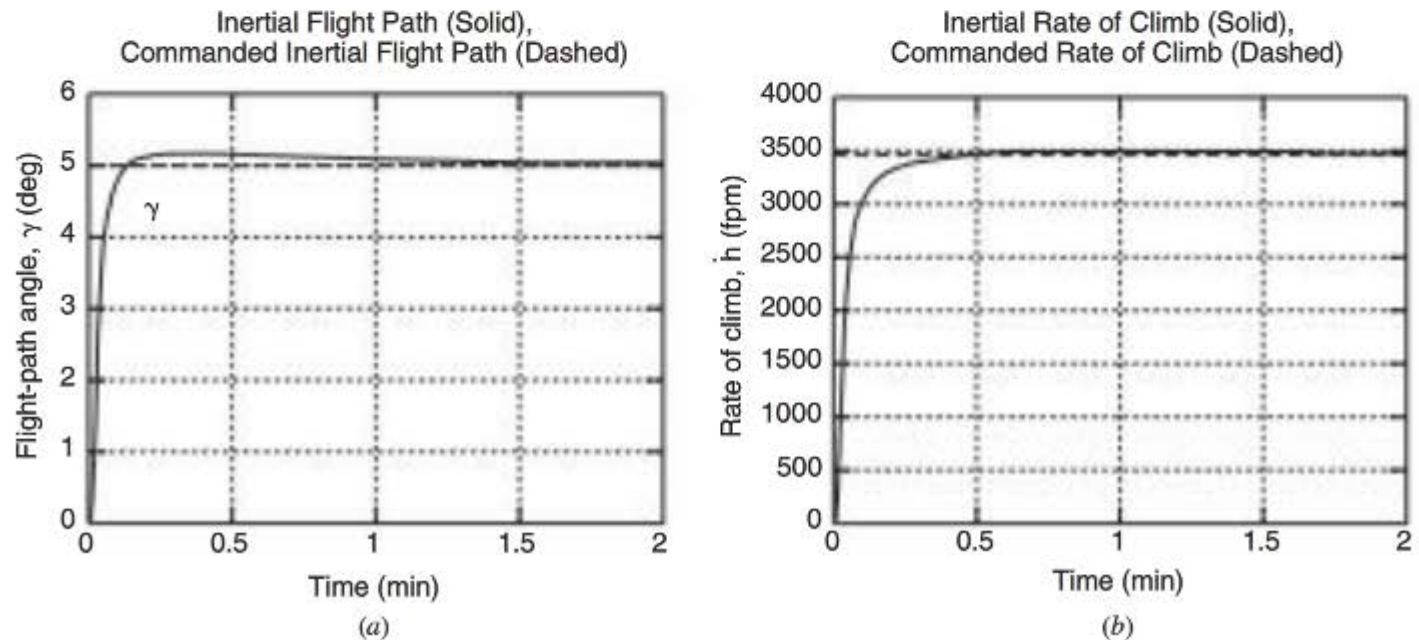 Inertial Flight Path (Solid),
Commanded Inertial Flight Path (Dashed)
6
5
4
3
2
1
0
Flight-path angle, γ (deg)
γ
0 0.5 1 1.5 2
Time (min)
(a)
Inertial Rate of Climb (Solid),
Commanded Rate of Climb (Dashed)
4000
3500
3000
2500
2000
1500
1000
500
0
Rate of climb, ḣ (fpm)
0 0.5 1 1.5 2
Time (min)
(b)